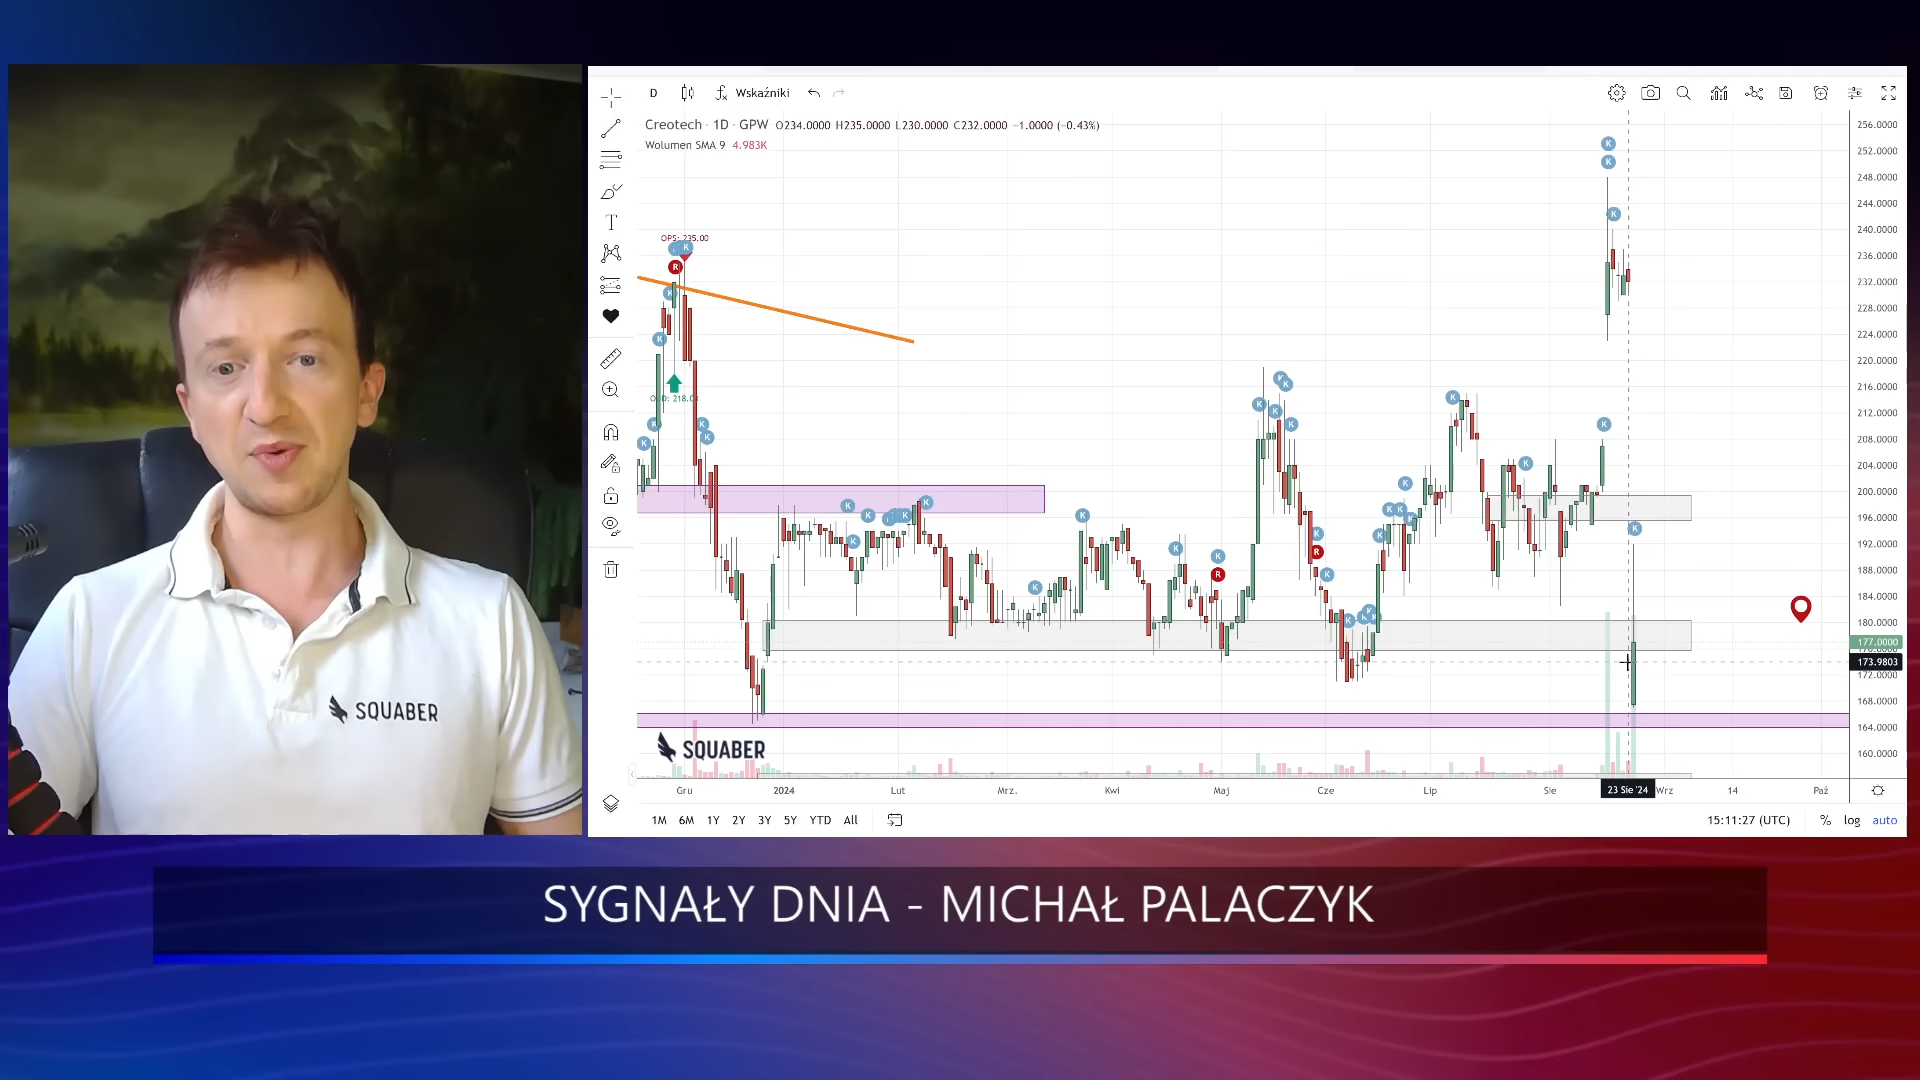 D Wskaźniki
Creotech · 1D · GPW O234.0000 H235.0000 L230.0000 C232.0000 −1.0000 (−0.43%)
Wolumen SMA 9 4.983K
OPS: 235.00
256.0000
252.0000
248.0000
244.0000
240.0000
236.0000
232.0000
228.0000
224.0000
220.0000
216.0000
212.0000
208.0000
204.0000
200.0000
196.0000
192.0000
188.0000
184.0000
180.0000
177.0000
173.9803
172.0000
168.0000
164.0000
160.0000
SQUABER
SQUABER
Gru 2024 Lut Mrz. Kwi Maj Cze Lip Sie 23 Sie '24 Wrz 14 Paź
1M 6M 1Y 2Y 3Y 5Y YTD All 15:11:27 (UTC) % log auto
SYGNAŁY DNIA - MICHAŁ PALACZYK